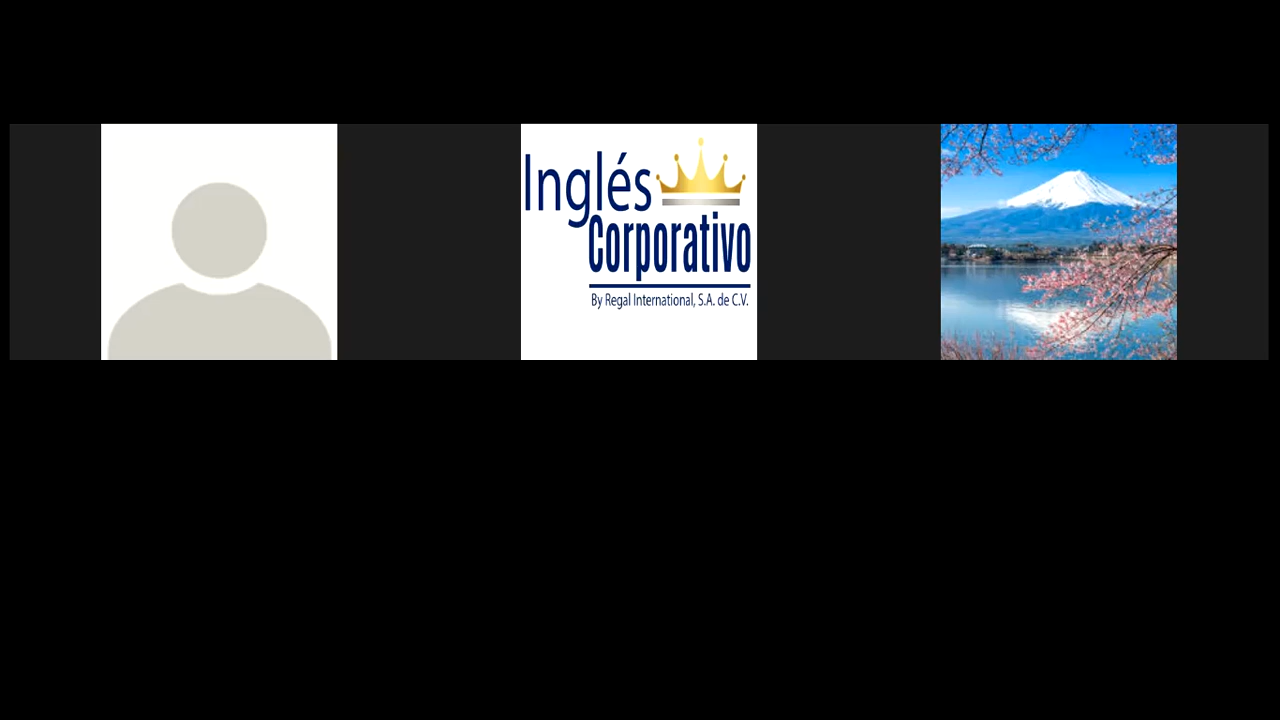 Inglés
Corporativo
By Regal International, S.A. de C.V.